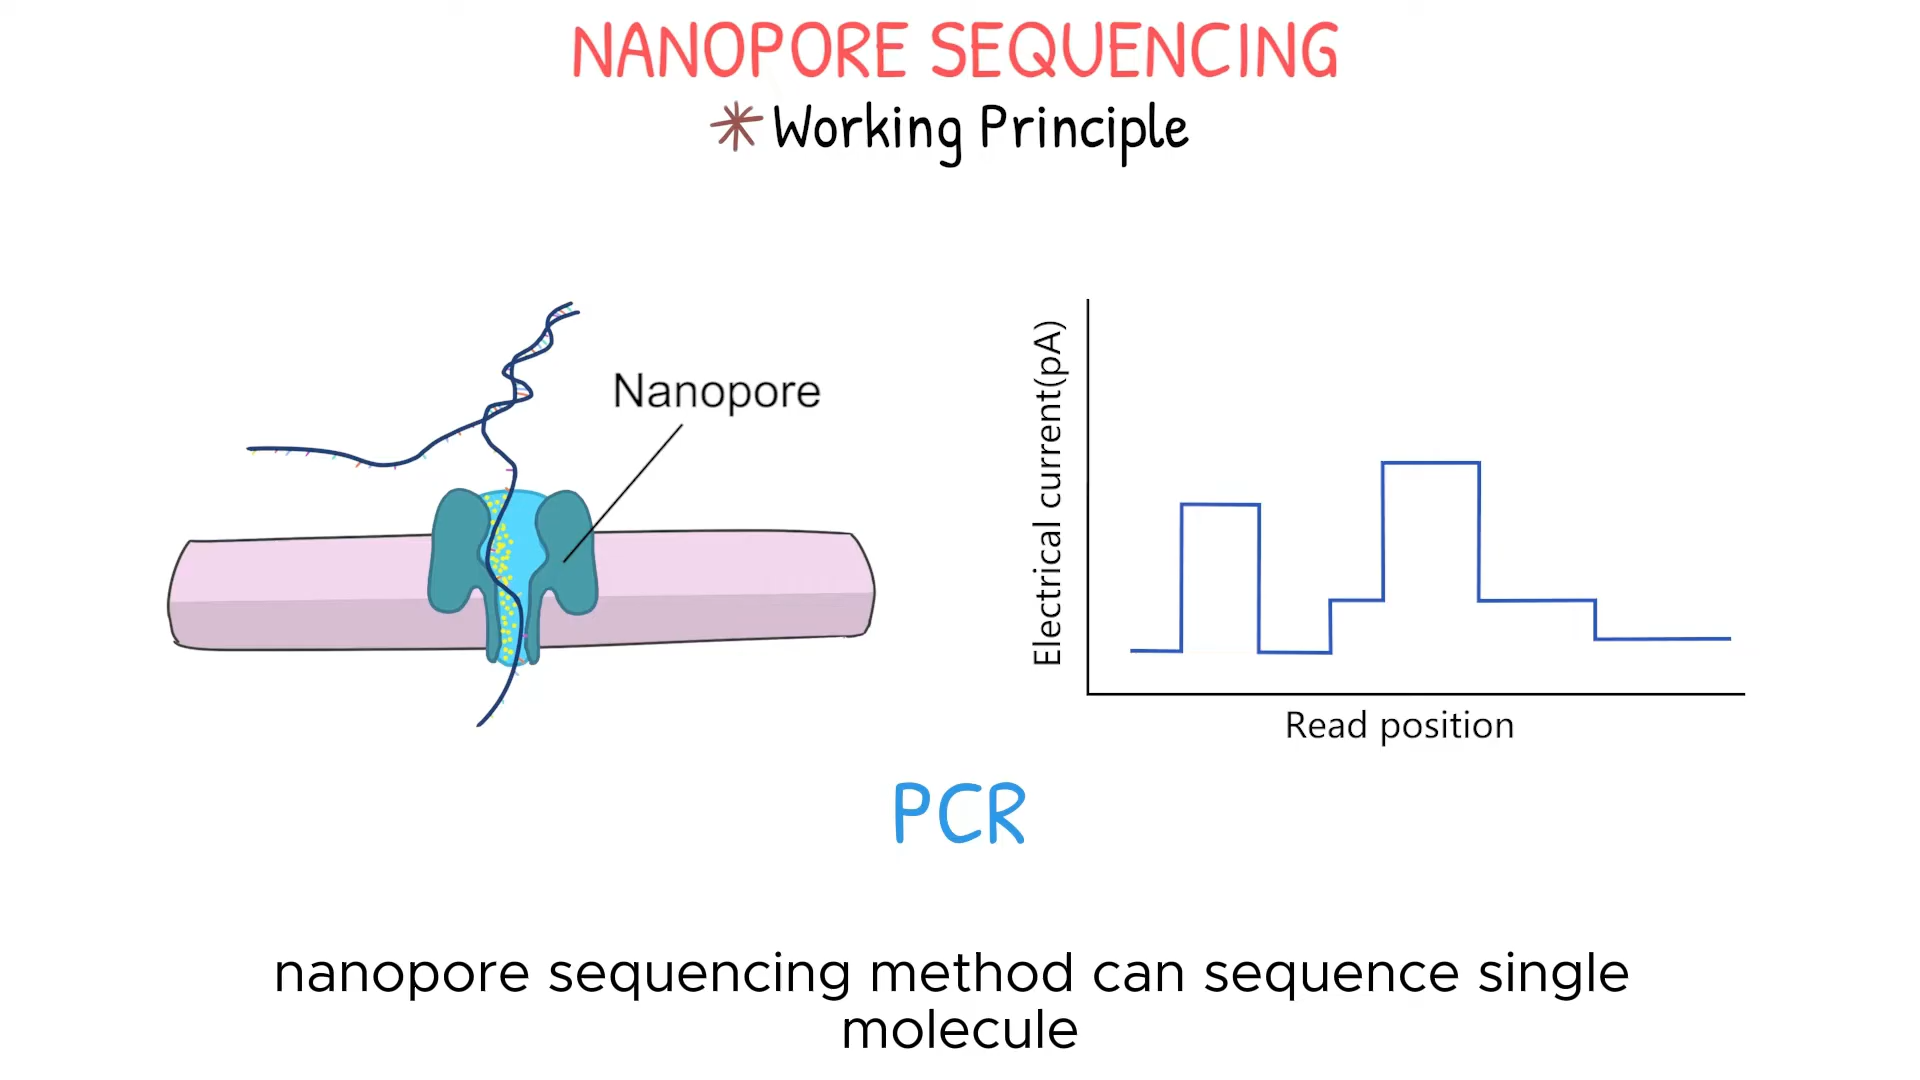 NANOPORE SEQUENCING
Working Principle
Nanopore
Electrical current(pA)
Read position
PCR
nanopore sequencing method can sequence single
molecule